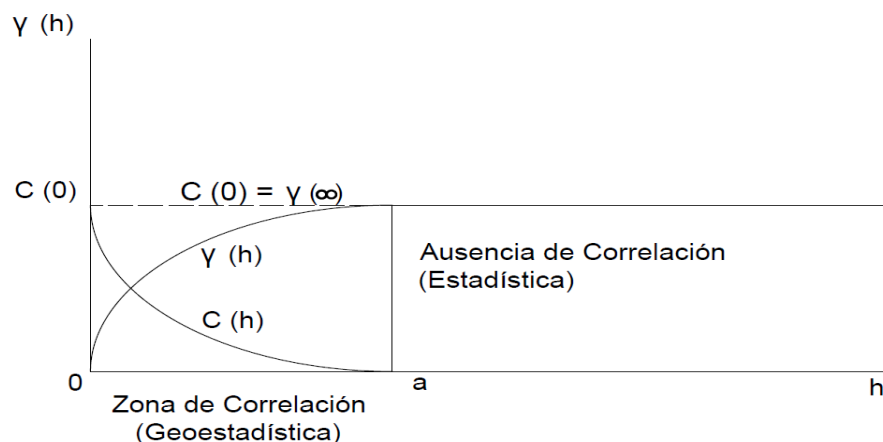 γ (h)
C (0)
C (0) = γ (∞)
γ (h)
Ausencia de Correlación
(Estadística)
C (h)
0
a
h
Zona de Correlación
(Geoestadística)